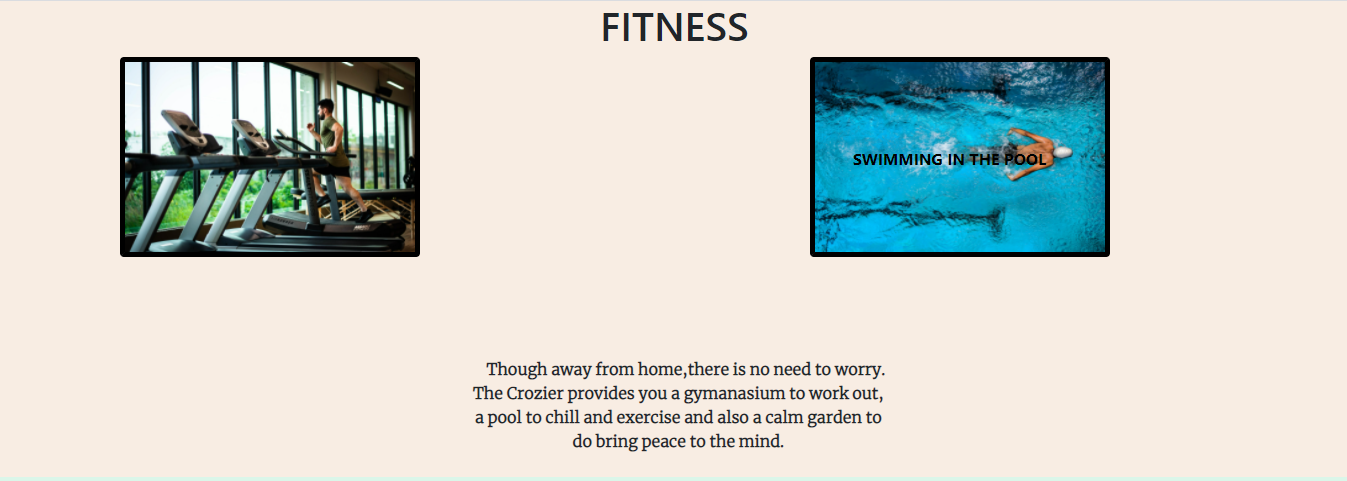 FITNESS
SWIMMING IN THE POOL
Though away from home,there is no need to worry.
The Crozier provides you a gymanasium to work out,
a pool to chill and exercise and also a calm garden to
do bring peace to the mind.